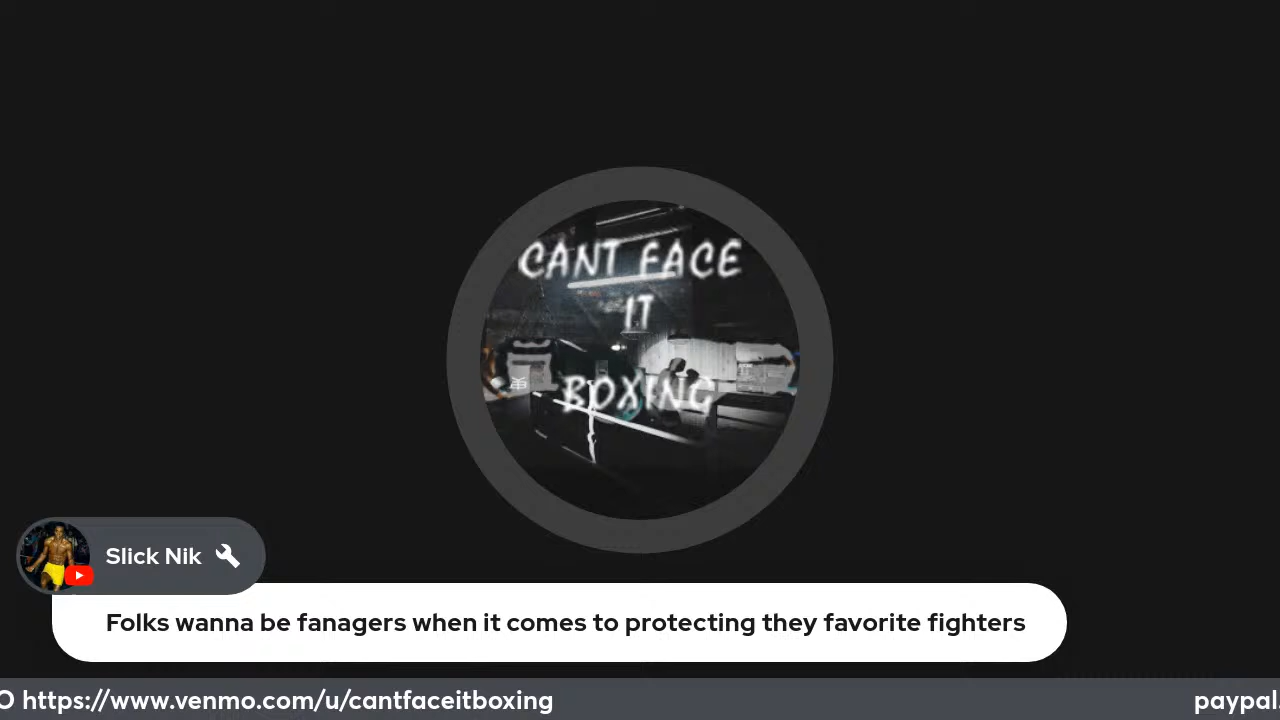 CANT FACE
IT
BOXING
Slick Nik
Folks wanna be fanagers when it comes to protecting they favorite fighters
O https://www.venmo.com/u/cantfaceitboxing paypal.